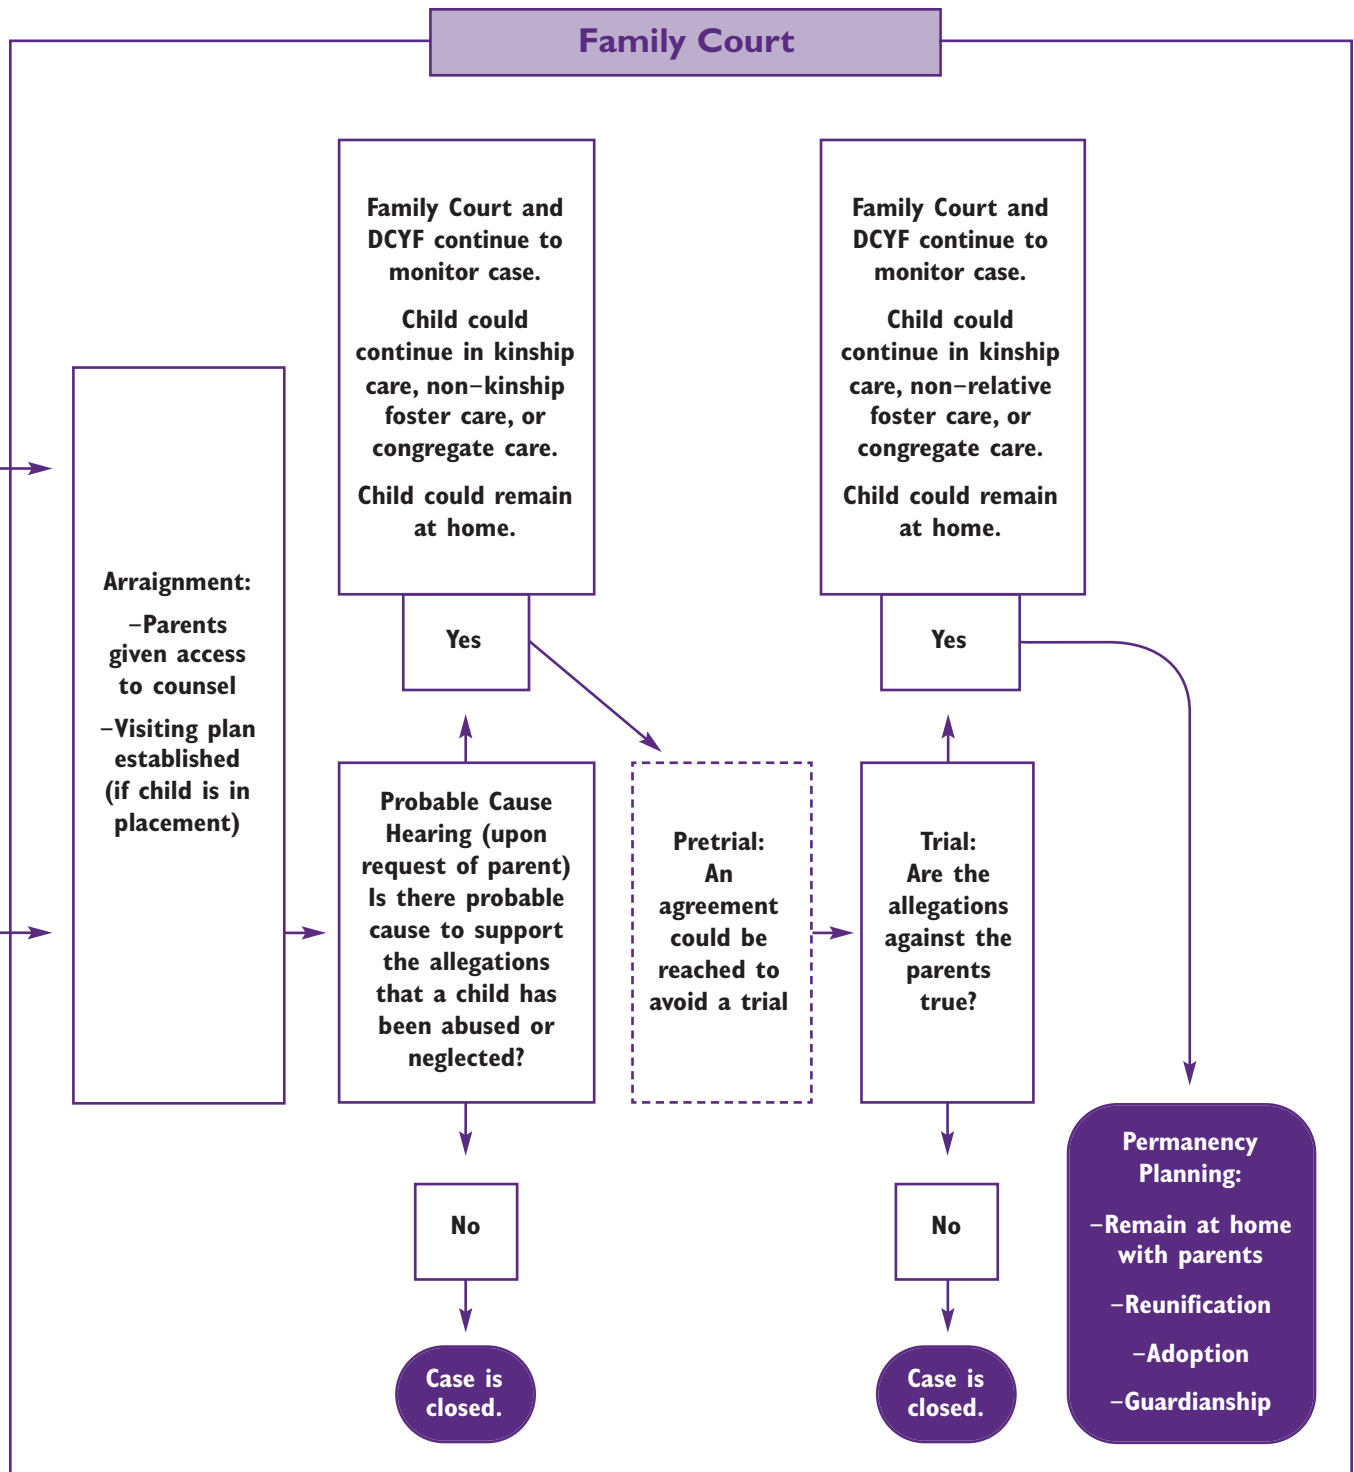 Family Court
Arraignment:
–Parents
given access
to counsel
–Visiting plan
established
(if child is in
placement)
Family Court and
DCYF continue to
monitor case.
Child could
continue in kinship
care, non–kinship
foster care, or
congregate care.
Child could remain
at home.
Yes
Probable Cause
Hearing (upon
request of parent)
Is there probable
cause to support
the allegations
that a child has
been abused or
neglected?
No
Case is
closed.
Pretrial:
An
agreement
could be
reached to
avoid a trial
Family Court and
DCYF continue to
monitor case.
Child could
continue in kinship
care, non–relative
foster care, or
congregate care.
Child could remain
at home.
Yes
Trial:
Are the
allegations
against the
parents
true?
No
Case is
closed.
Permanency
Planning:
–Remain at home
with parents
–Reunification
–Adoption
–Guardianship